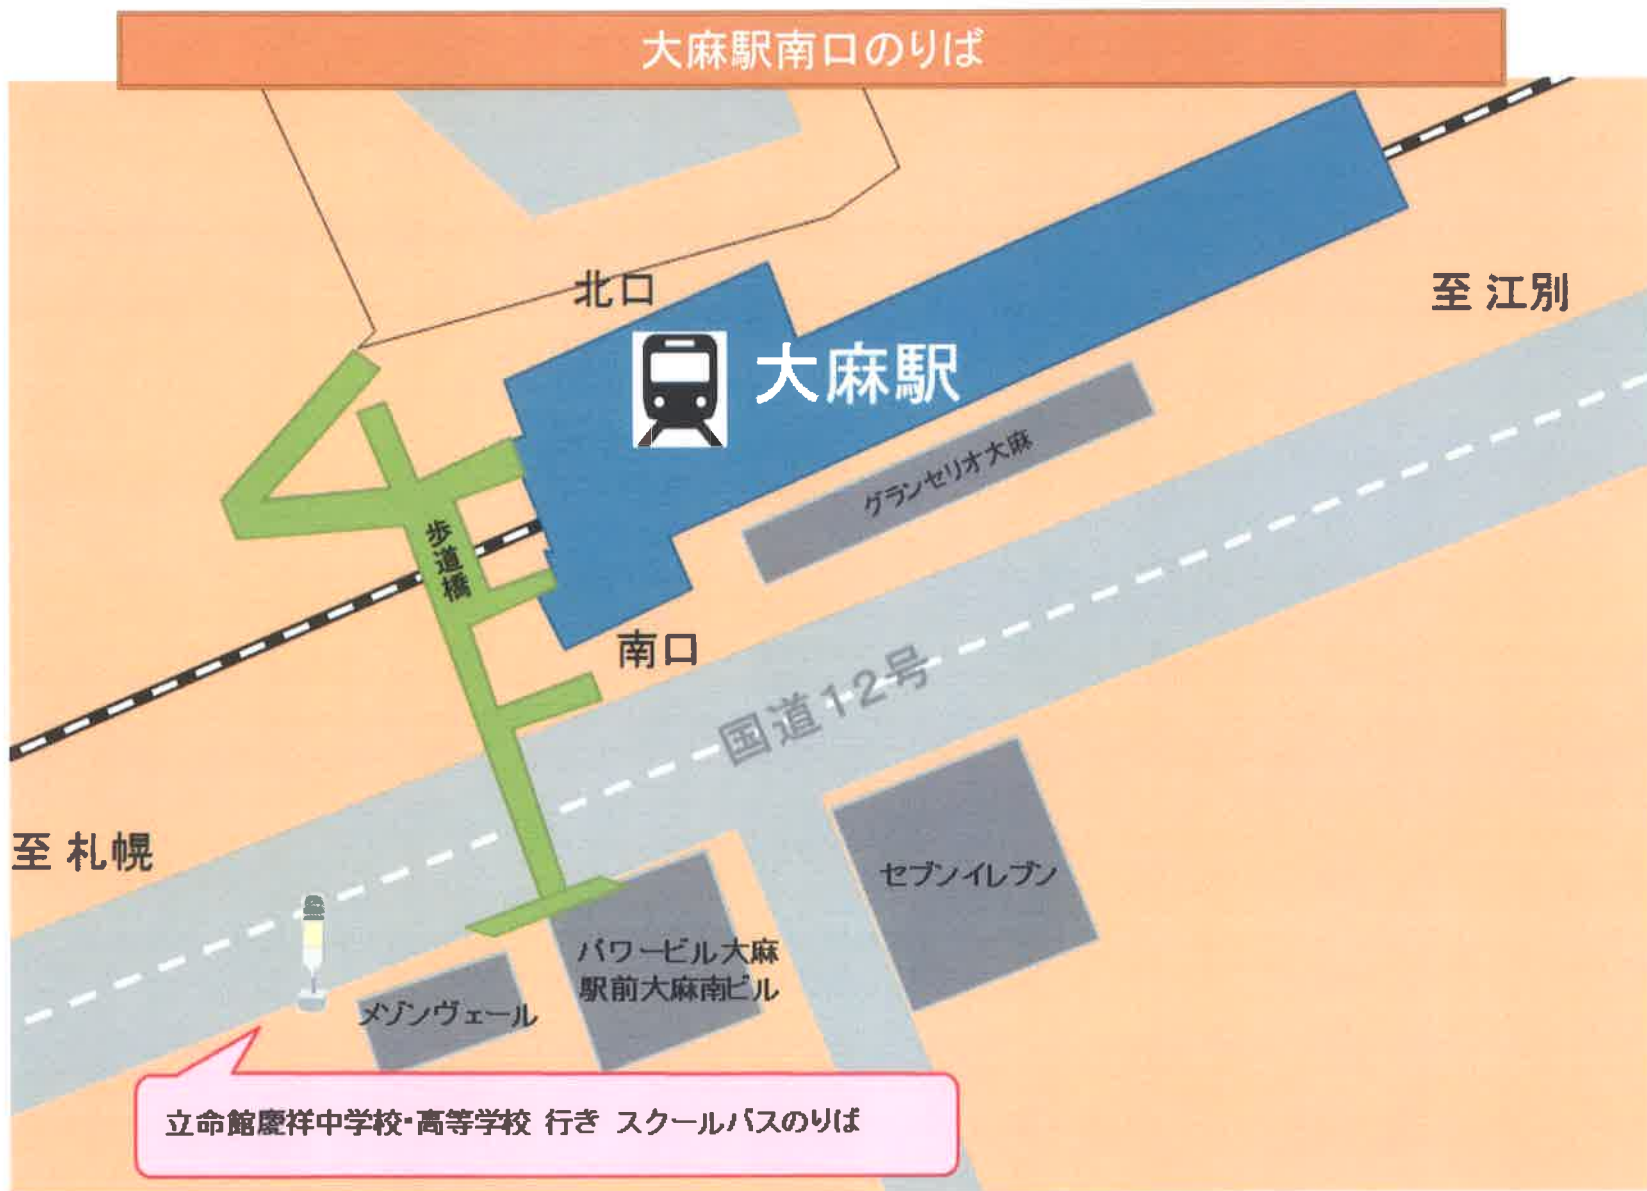 大麻駅南口のりば
北口
至 江別
大麻駅
グランセリオ大麻
歩道橋
南口
国道12号
至 札幌
セブンイレブン
パワービル大麻
駅前大麻南ビル
メゾンヴェール
立命館慶祥中学校・高等学校 行き スクールバスのりば